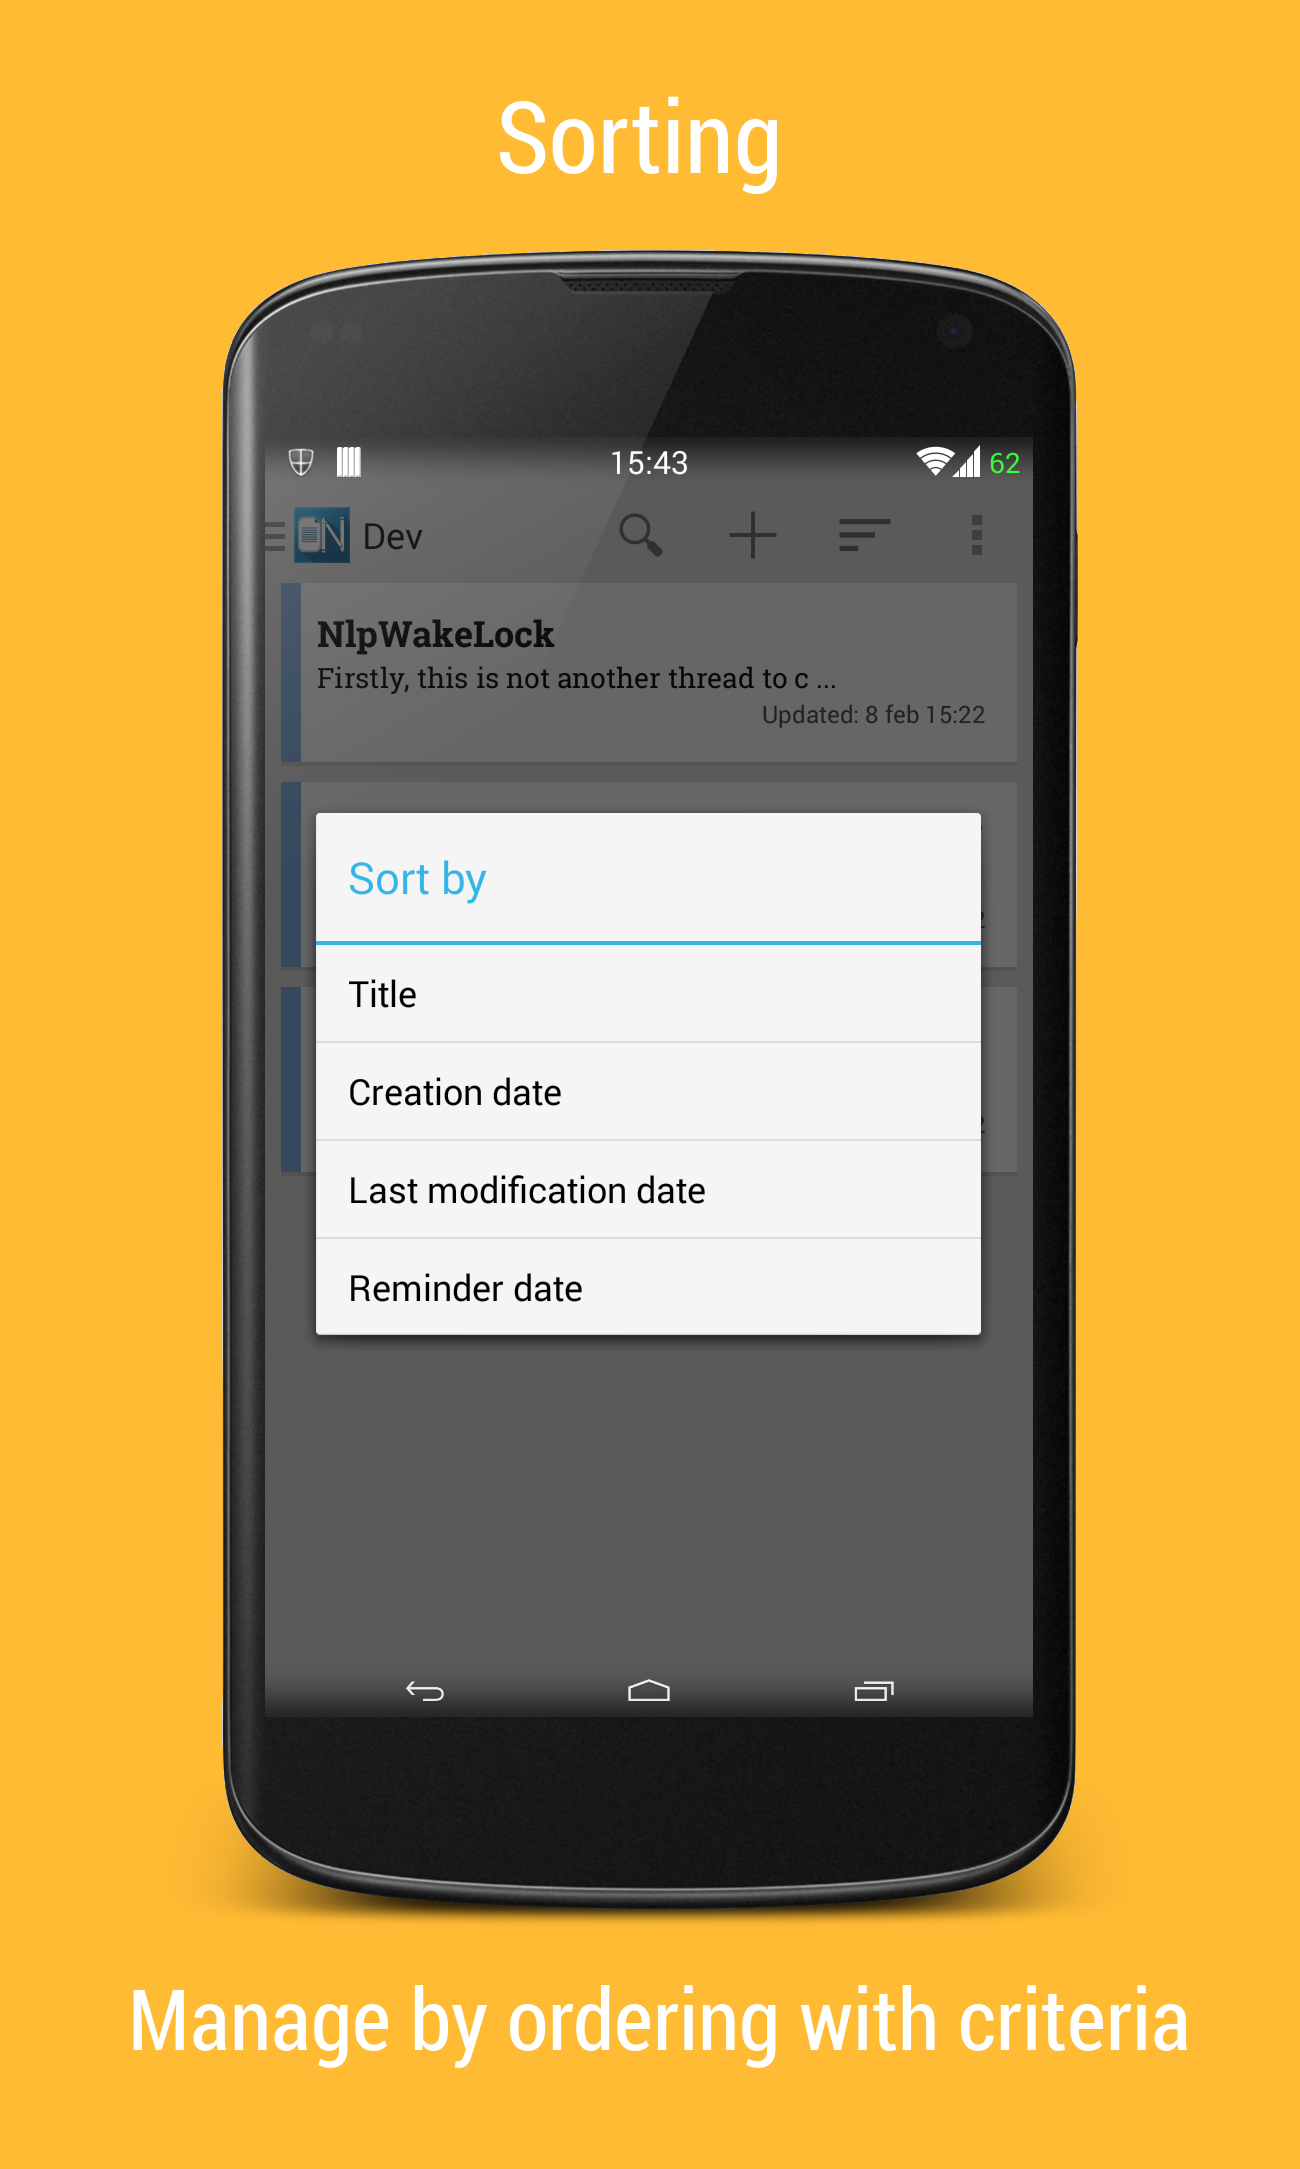 Sorting
15:43
62
Dev
NlpWakeLock
Firstly, this is not another thread to c ...
Updated: 8 feb 15:22
Sort by
Title
Creation date
Last modification date
Reminder date
Manage by ordering with criteria